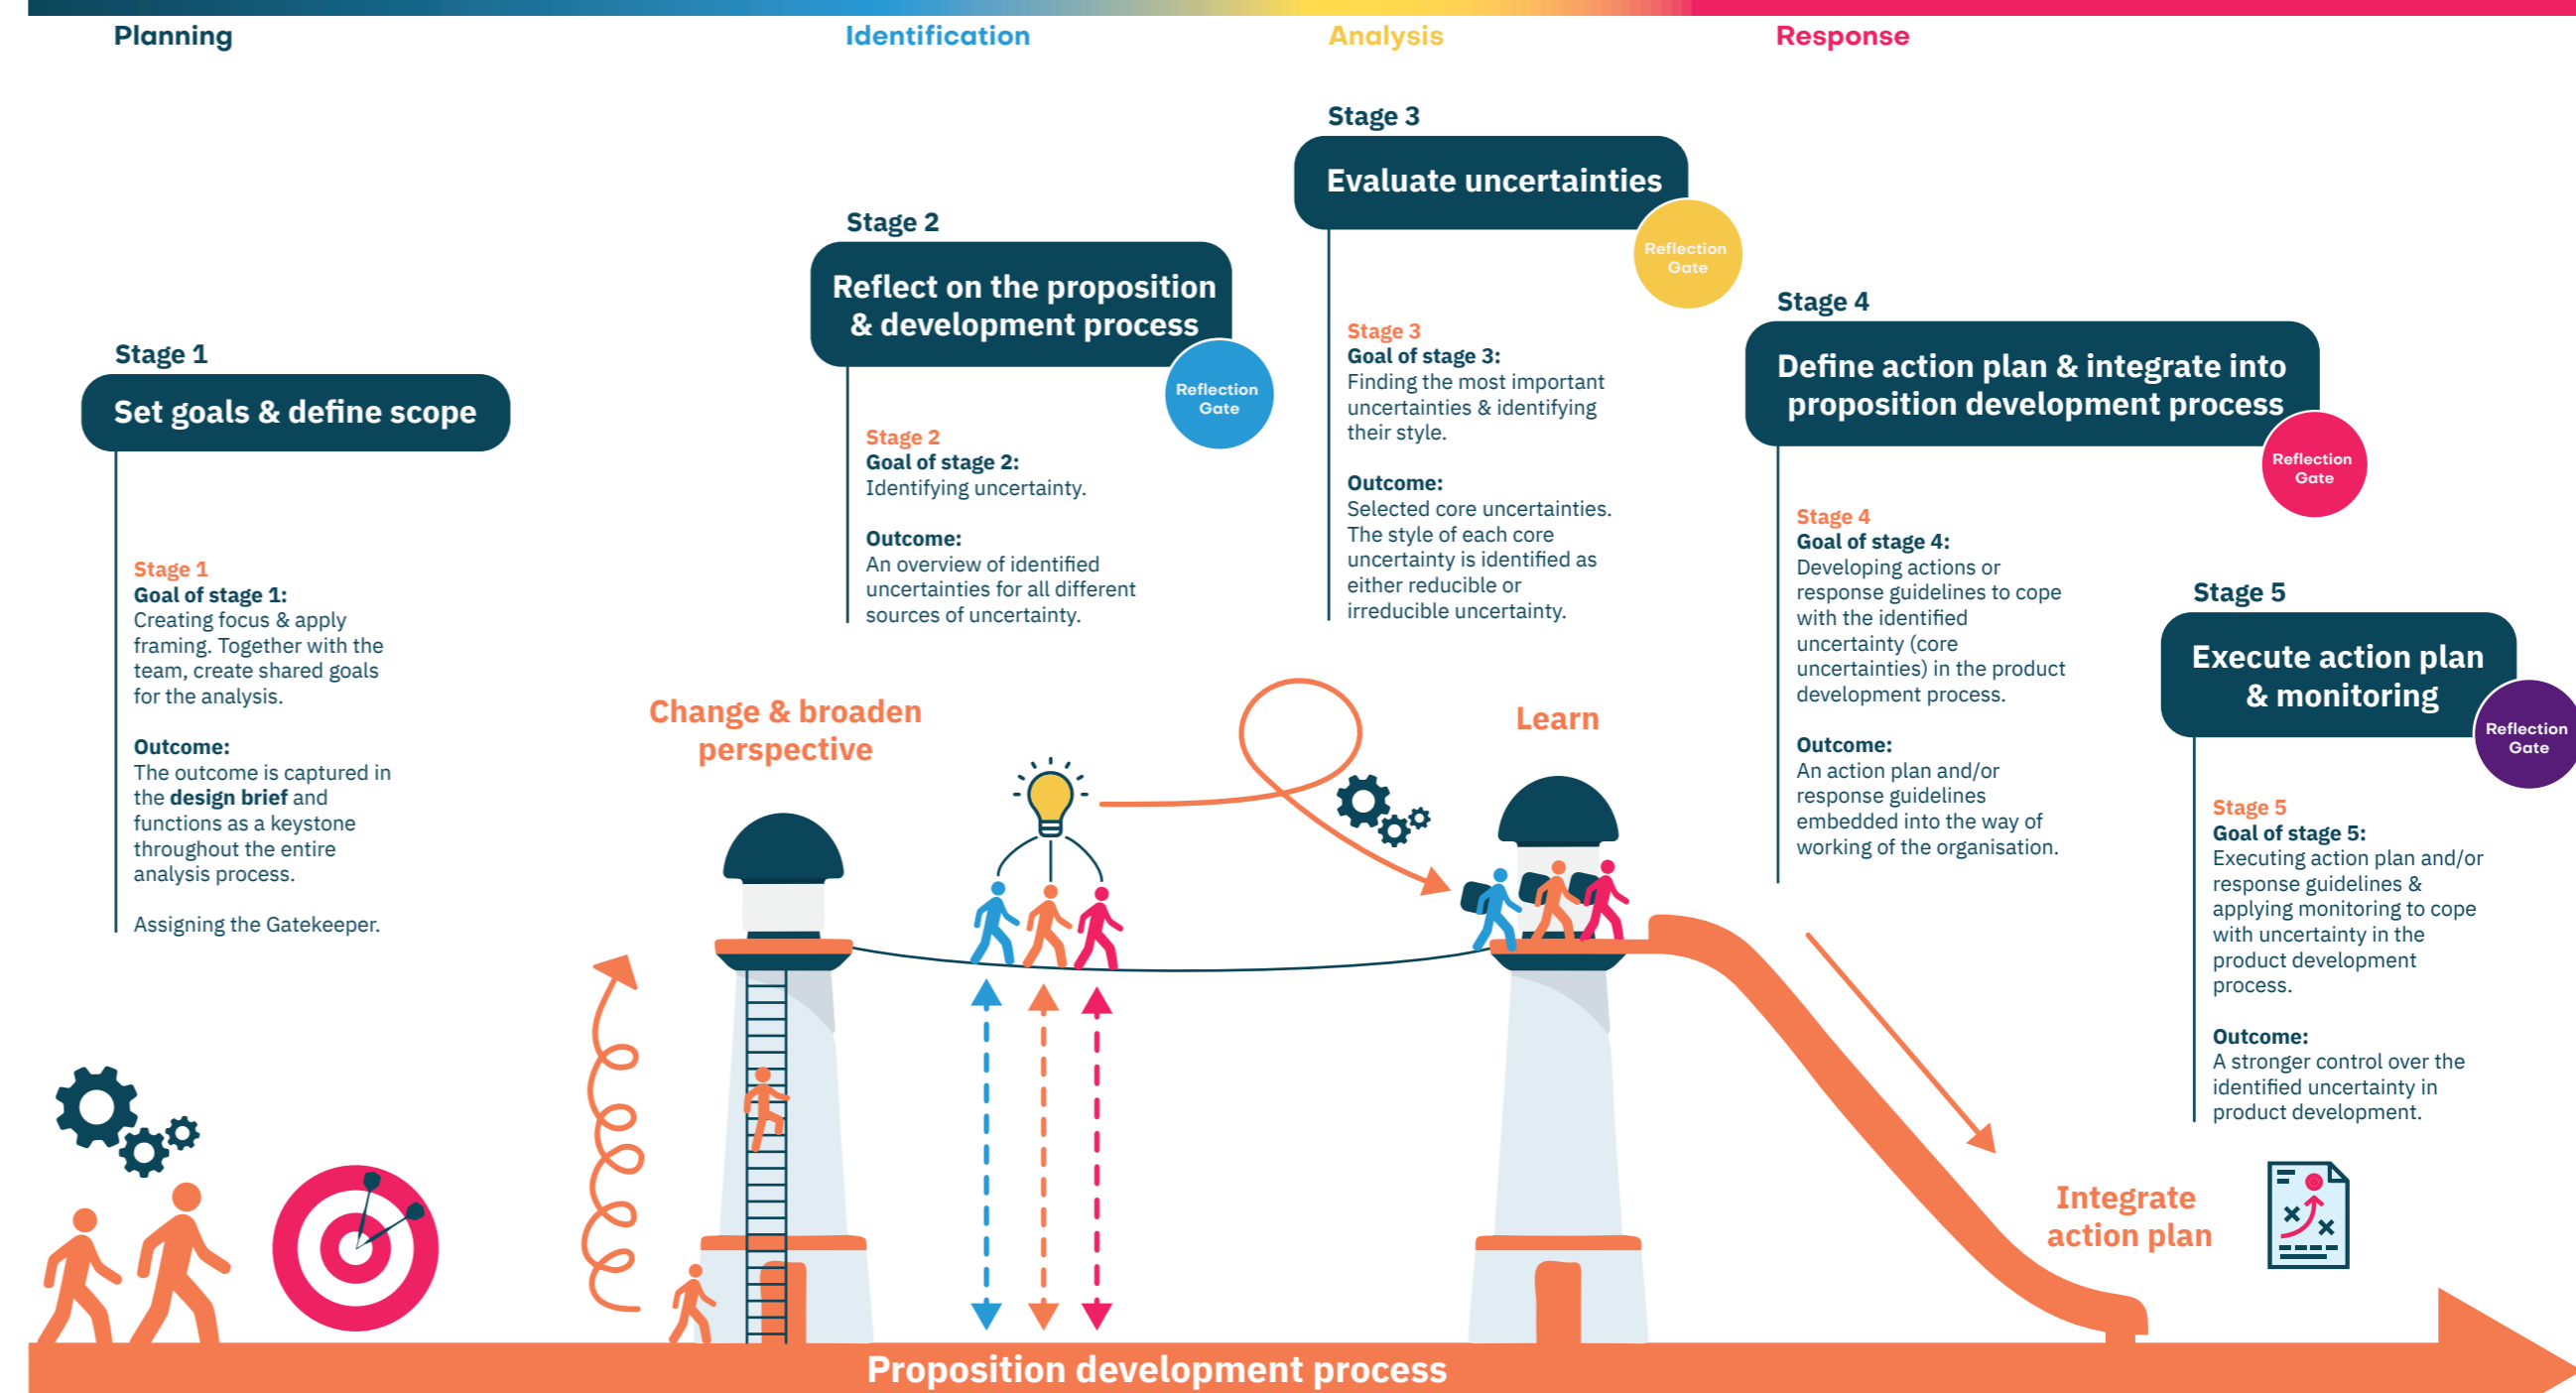 Planning
Identification
Analysis
Response
Stage 1
Set goals & define scope
Stage 1
Goal of stage 1:
Creating focus & apply
framing. Together with the
team, create shared goals
for the analysis.
Outcome:
The outcome is captured in
the design brief and
functions as a keystone
throughout the entire
analysis process.
Assigning the Gatekeeper.
Stage 2
Reflect on the proposition
& development process
Reflection
Gate
Stage 2
Goal of stage 2:
Identifying uncertainty.
Outcome:
An overview of identified
uncertainties for all different
sources of uncertainty.
Stage 3
Evaluate uncertainties
Reflection
Gate
Stage 3
Goal of stage 3:
Finding the most important
uncertainties & identifying
their style.
Outcome:
Selected core uncertainties.
The style of each core
uncertainty is identified as
either reducible or
irreducible uncertainty.
Stage 4
Define action plan & integrate into
proposition development process
Reflection
Gate
Stage 4
Goal of stage 4:
Developing actions or
response guidelines to cope
with the identified
uncertainty (core
uncertainties) in the product
development process.
Outcome:
An action plan and/or
response guidelines
embedded into the way of
working of the organisation.
Stage 5
Execute action plan
& monitoring
Reflection
Gate
Stage 5
Goal of stage 5:
Executing action plan and/or
response guidelines &
applying monitoring to cope
with uncertainty in the
product development
process.
Outcome:
A stronger control over the
identified uncertainty in
product development.
Change & broaden
perspective
Learn
Integrate
action plan
Proposition development process